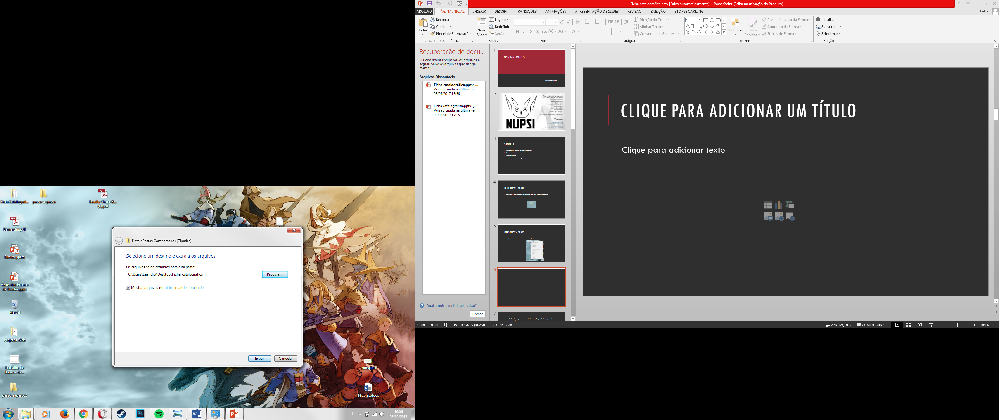 FichaCatalograf...
passo-a-passo
Danilo-Vieira-B...
(1).pdf
Bernardes.pdf
Direito.pptm
Gzuis dos Branco
de Drados.pptx
Marvel
Projetos Web
Trabalho de
Bancos de...
passo-a-passo2
Extrair Pastas Compactadas (Zipadas)
Selecione um destino e extraia os arquivos
Os arquivos serão extraídos para esta pasta:
C:\Users\Leandro\Desktop\Ficha_catalografica
Procurar...
Mostrar arquivos extraídos quando concluído
Extrair
Cancelar
Jhon.pptx
Nicolas.docx
PT
16:06
08/03/2017
Ficha catalográfica.pptx [Salvo automaticamente] - PowerPoint (Falha na Ativação do Produto)
ARQUIVO PÁGINA INICIAL INSERIR DESIGN TRANSIÇÕES ANIMAÇÕES APRESENTAÇÃO DE SLIDES REVISÃO EXIBIÇÃO STORYBOARDING
Entrar
Colar
Recortar
Copiar
Pincel de Formatação
Área de Transferência
Novo
Slide
Layout
Redefinir
Seção
Slides
N I S S abc AV Aa A
Fonte
Direção do Texto
Alinhar Texto
Converter em SmartArt
Parágrafo
Organizar
Estilos
Rápidos
Preenchimento da Forma
Contorno da Forma
Efeitos de Forma
Desenho
Localizar
Substituir
Selecionar
Edição
Recuperação de docu...
O PowerPoint recuperou os arquivos a
seguir. Salve os arquivos que deseja
manter.
Arquivos Disponíveis
Ficha catalográfica.pptx ...
Versão criada na última ve...
08/03/2017 15:56
Ficha catalográfica.pptx [...
Versão criada na última ve...
08/03/2017 12:55
Qual arquivo você deseja salvar?
Fechar
1
FICHA CATALOGRÁFICA
Primeiros passos
2
NUPSI
Desenvolvedores
Contato
3
SUMARIO
4
DESCOMPACTANDO
5
DESCOMPACTANDO
6
7
CLIQUE PARA ADICIONAR UM TÍTULO
Clique para adicionar texto
SLIDE 6 DE 21
PORTUGUÊS (BRASIL)
RECUPERADO
ANOTAÇÕES
COMENTÁRIOS
104%